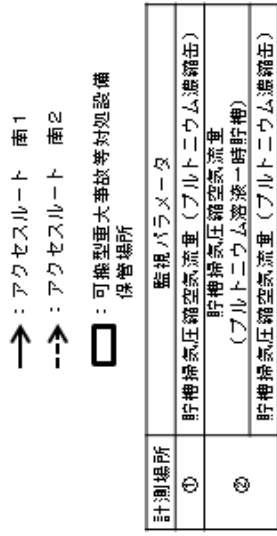 →：アクセスルート　南１
⇢：アクセスルート　南２
：可搬型重大事故等対処設備
保管場所
計測場所　監視パラメータ
①　貯槽掃気圧縮空気流量（プルトニウム濃縮缶）
②　貯槽掃気圧縮空気流量
（プルトニウム溶液一時貯槽）
貯槽掃気圧縮空気流量（プルトニウム濃縮缶）